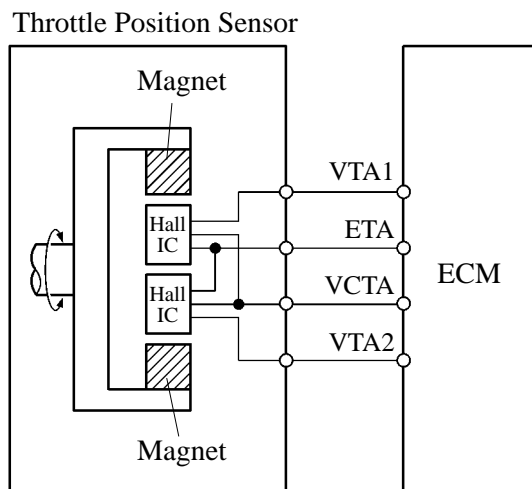 Throttle Position Sensor
Magnet
VTA1
Hall
IC
ETA
ECM
Hall
IC
VCTA
VTA2
Magnet